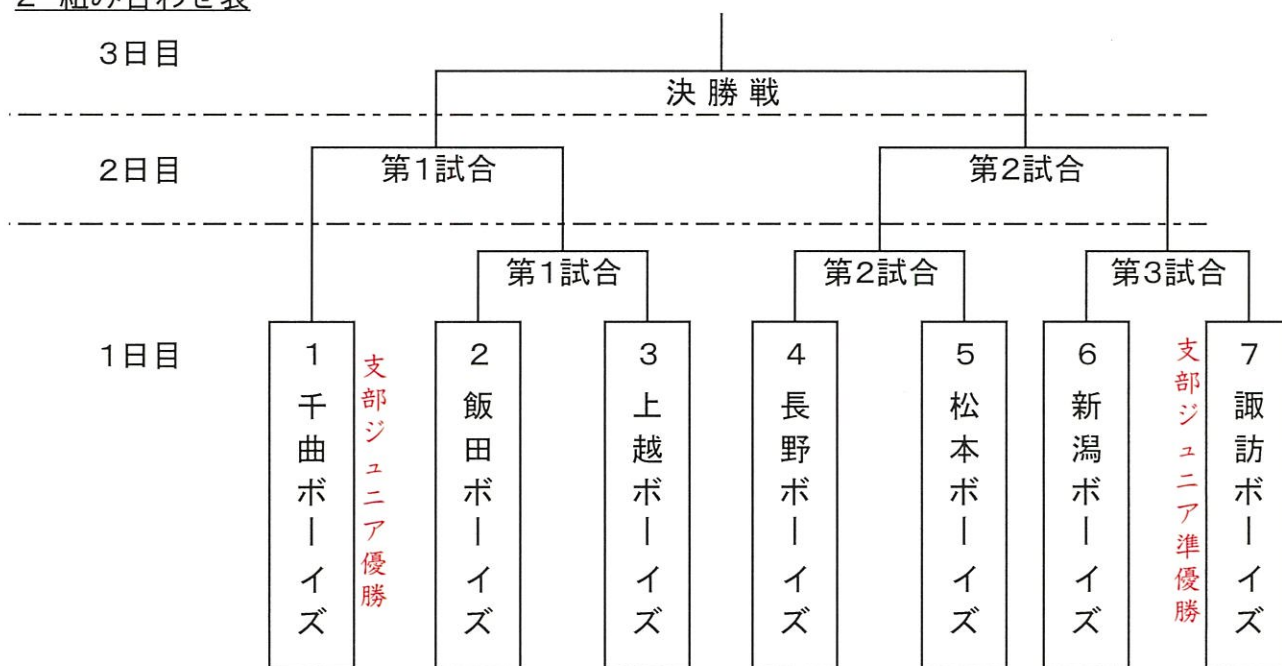 2 組み合わせ表
3日目
決勝戦
2日目
第1試合
第2試合
第1試合
第2試合
第3試合
1日目
1 千曲ボーイズ
支部ジュニア優勝
2 飯田ボーイズ
3 上越ボーイズ
4 長野ボーイズ
5 松本ボーイズ
6 新潟ボーイズ
支部ジュニア準優勝
7 諏訪ボーイズ